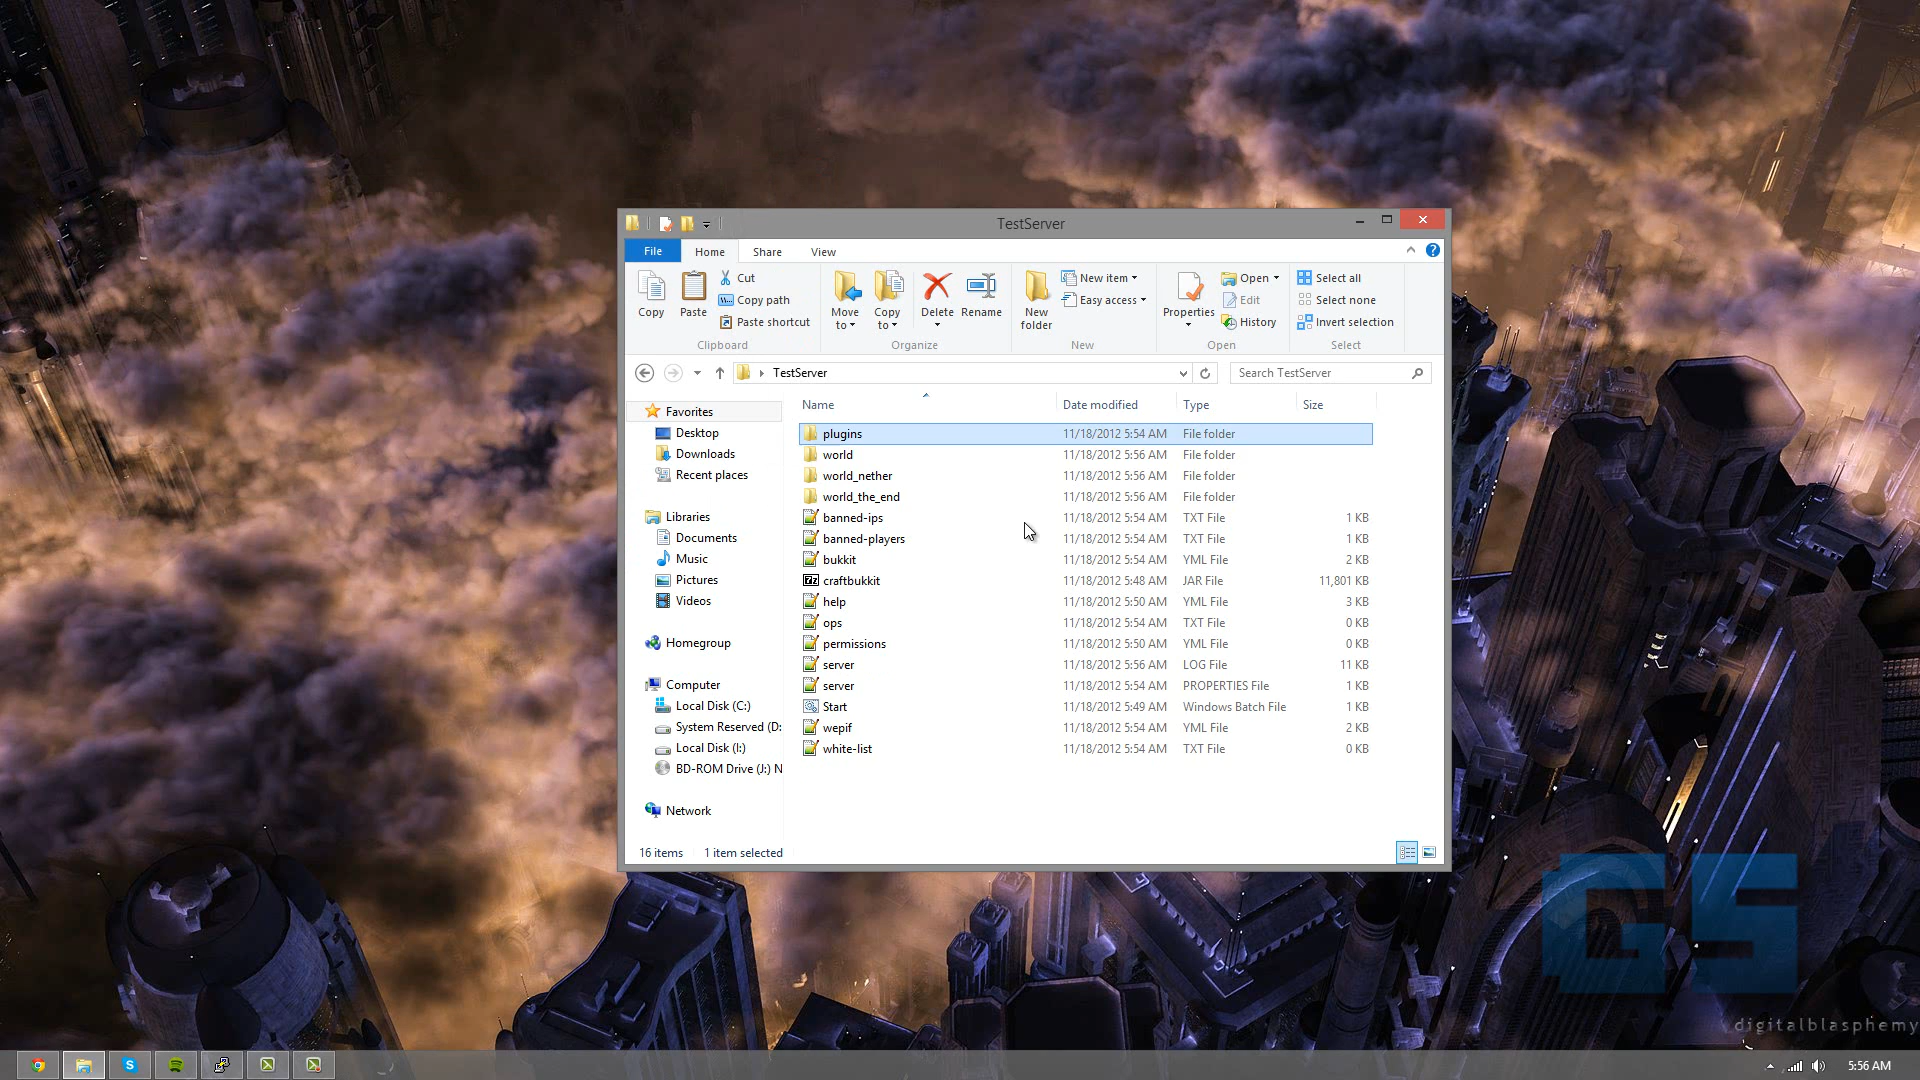 TestServer
File Home Share View
Copy
Paste
Cut
Copy path
Paste shortcut
Clipboard
Move to
Copy to
Delete
Rename
Organize
New folder
New item
Easy access
New
Properties
Open
Edit
History
Open
Select all
Select none
Invert selection
Select
TestServer
Search TestServer
Favorites
Desktop
Downloads
Recent places
Libraries
Documents
Music
Pictures
Videos
Homegroup
Computer
Local Disk (C:)
System Reserved (D:
Local Disk (I:)
BD-ROM Drive (J:) N
Network
Name Date modified Type Size
plugins 11/18/2012 5:54 AM File folder
world 11/18/2012 5:56 AM File folder
world_nether 11/18/2012 5:56 AM File folder
world_the_end 11/18/2012 5:56 AM File folder
banned-ips 11/18/2012 5:54 AM TXT File 1 KB
banned-players 11/18/2012 5:54 AM TXT File 1 KB
bukkit 11/18/2012 5:54 AM YML File 2 KB
craftbukkit 11/18/2012 5:48 AM JAR File 11,801 KB
help 11/18/2012 5:50 AM YML File 3 KB
ops 11/18/2012 5:54 AM TXT File 0 KB
permissions 11/18/2012 5:50 AM YML File 0 KB
server 11/18/2012 5:56 AM LOG File 11 KB
server 11/18/2012 5:54 AM PROPERTIES File 1 KB
Start 11/18/2012 5:49 AM Windows Batch File 1 KB
wepif 11/18/2012 5:54 AM YML File 2 KB
white-list 11/18/2012 5:54 AM TXT File 0 KB
16 items 1 item selected
GS
digitalblasphemy
5:56 AM